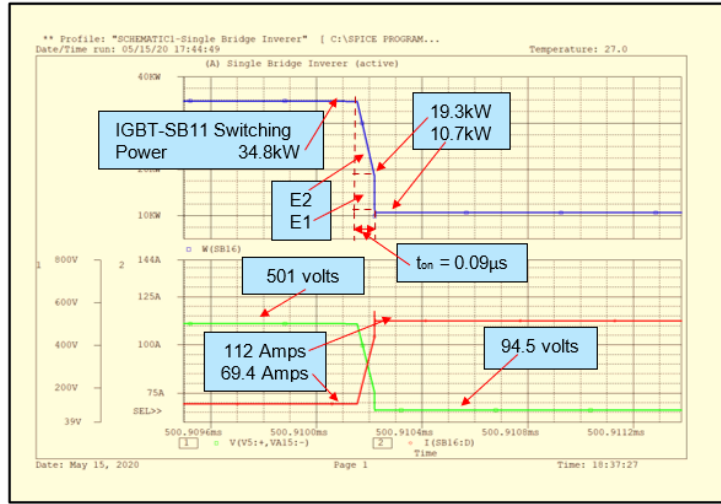 ** Profile: "SCHEMATIC1-Single Bridge Inverer"  [ C:\SPICE PROGRAM...
Date/Time run: 05/15/20 17:44:49
Temperature: 27.0
(A) Single Bridge Inverer (active)
40KW
IGBT-SB11 Switching
Power 34.8kW
19.3kW
10.7kW
20KW
E2
E1
10KW
W(SB16)
ton = 0.09µs
1 800V 2 144A
501 volts
600V 125A
400V 100A
112 Amps
69.4 Amps
94.5 volts
200V 75A
39V SEL>>
500.9096ms 500.9100ms 500.9104ms 500.9108ms 500.9112ms
1 V(V5:+,VA15:-) 2 I(SB16:D)
Time
Date: May 15, 2020 Page 1 Time: 18:37:27